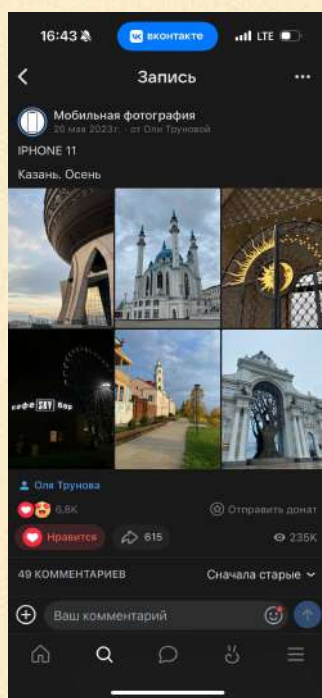 16:43
вконтакте
LTE
Запись
Мобильная фотография
20 мая 2023г. · от Оли Труновой
IPHONE 11
Казань. Осень
кафе SKY бар
Оля Трунова
6,8K
Отправить донат
Нравится
615
235K
49 КОММЕНТАРИЕВ
Сначала старые
Ваш комментарий